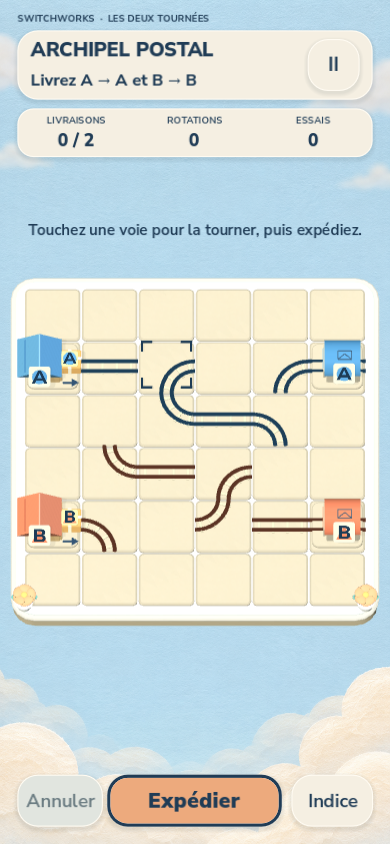 SWITCHWORKS · LES DEUX TOURNÉES
ARCHIPEL POSTAL
Livrez A → A et B → B
II
LIVRAISONS
ROTATIONS
ESSAIS
0 / 2
0
0
Touchez une voie pour la tourner, puis expédiez.
A
A
A
B
B
B
Annuler
Expédier
Indice